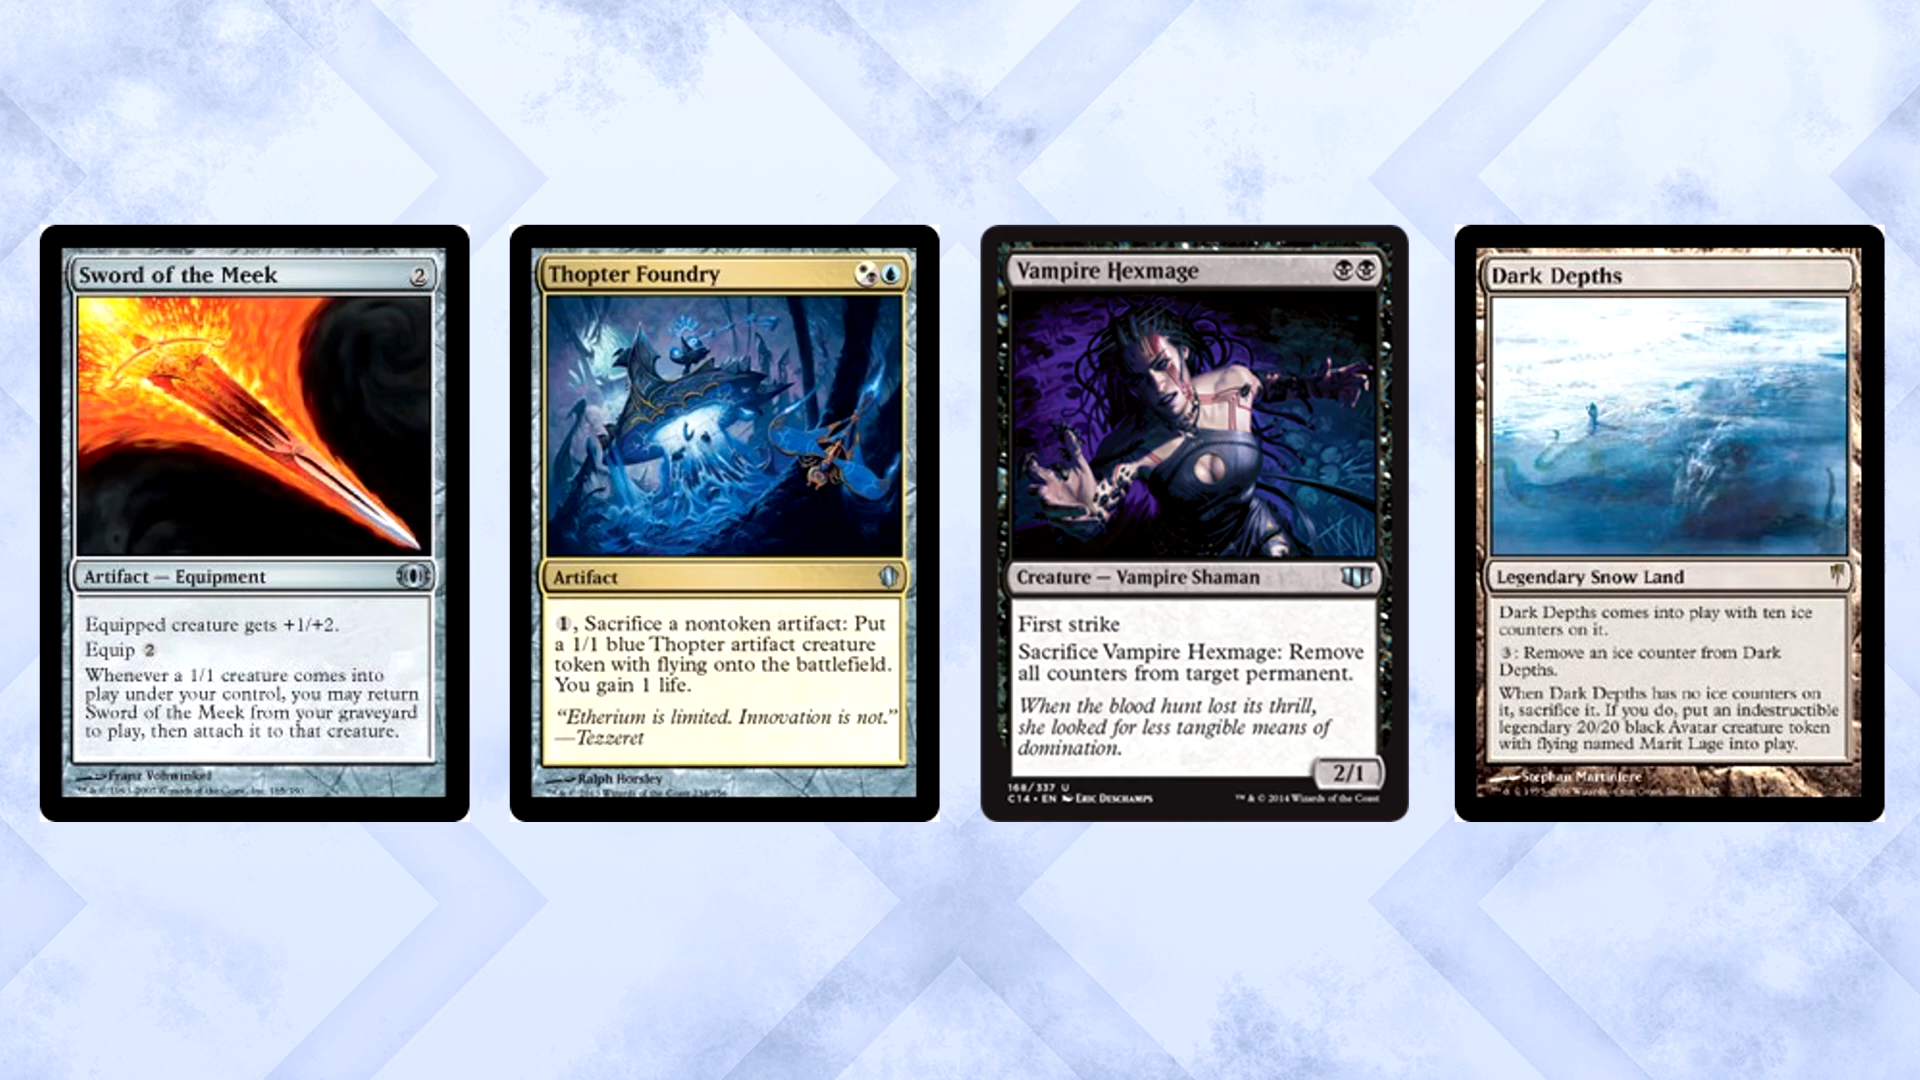 Sword of the Meek 2
Artifact — Equipment
Equipped creature gets +1/+2.
Equip 2
Whenever a 1/1 creature comes into
play under your control, you may return
Sword of the Meek from your graveyard
to play, then attach it to that creature.
Franz Vohwinkel
Thopter Foundry
Artifact
1, Sacrifice a nontoken artifact: Put
a 1/1 blue Thopter artifact creature
token with flying onto the battlefield.
You gain 1 life.
“Etherium is limited. Innovation is not.”
—Tezzeret
Ralph Horsley
Vampire Hexmage
Creature — Vampire Shaman
First strike
Sacrifice Vampire Hexmage: Remove
all counters from target permanent.
When the blood hunt lost its thrill,
she looked for less tangible means of
domination.
2/1
168/337 U
C14 • EN Eric Deschamps ™ & © 2014 Wizards of the Coast
Dark Depths
Legendary Snow Land
Dark Depths comes into play with ten ice
counters on it.
3: Remove an ice counter from Dark
Depths.
When Dark Depths has no ice counters on
it, sacrifice it. If you do, put an indestructible
legendary 20/20 black Avatar creature token
with flying named Marit Lage into play.
Stephan Martiniere